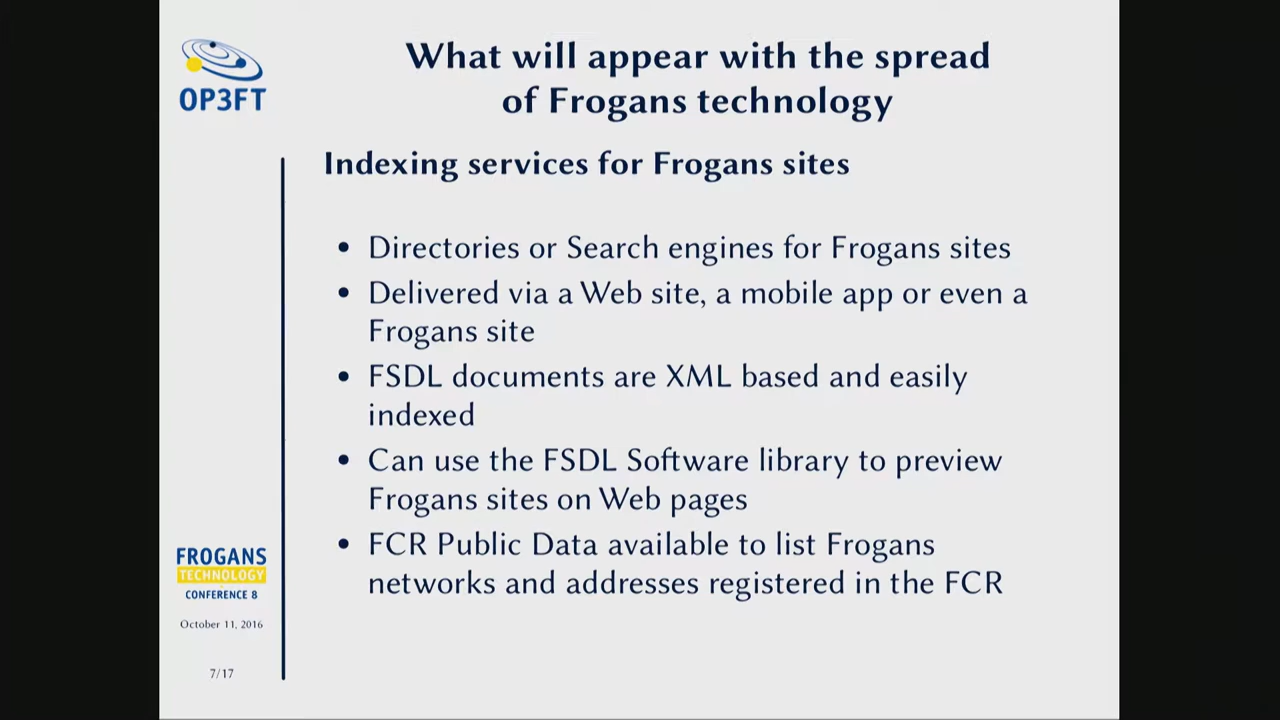 OP3FT
What will appear with the spread
of Frogans technology
Indexing services for Frogans sites
• Directories or Search engines for Frogans sites
• Delivered via a Web site, a mobile app or even a
Frogans site
• FSDL documents are XML based and easily
indexed
• Can use the FSDL Software library to preview
Frogans sites on Web pages
• FCR Public Data available to list Frogans
networks and addresses registered in the FCR
FROGANS
TECHNOLOGY
CONFERENCE 8
October 11, 2016
7/17